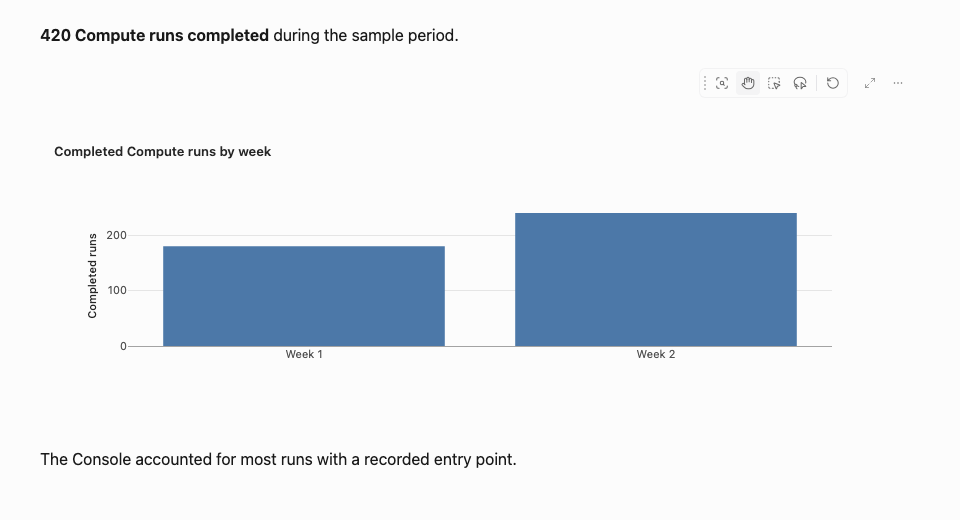 420 Compute runs completed during the sample period.
Completed Compute runs by week
Completed runs
200
100
0
Week 1
Week 2
The Console accounted for most runs with a recorded entry point.